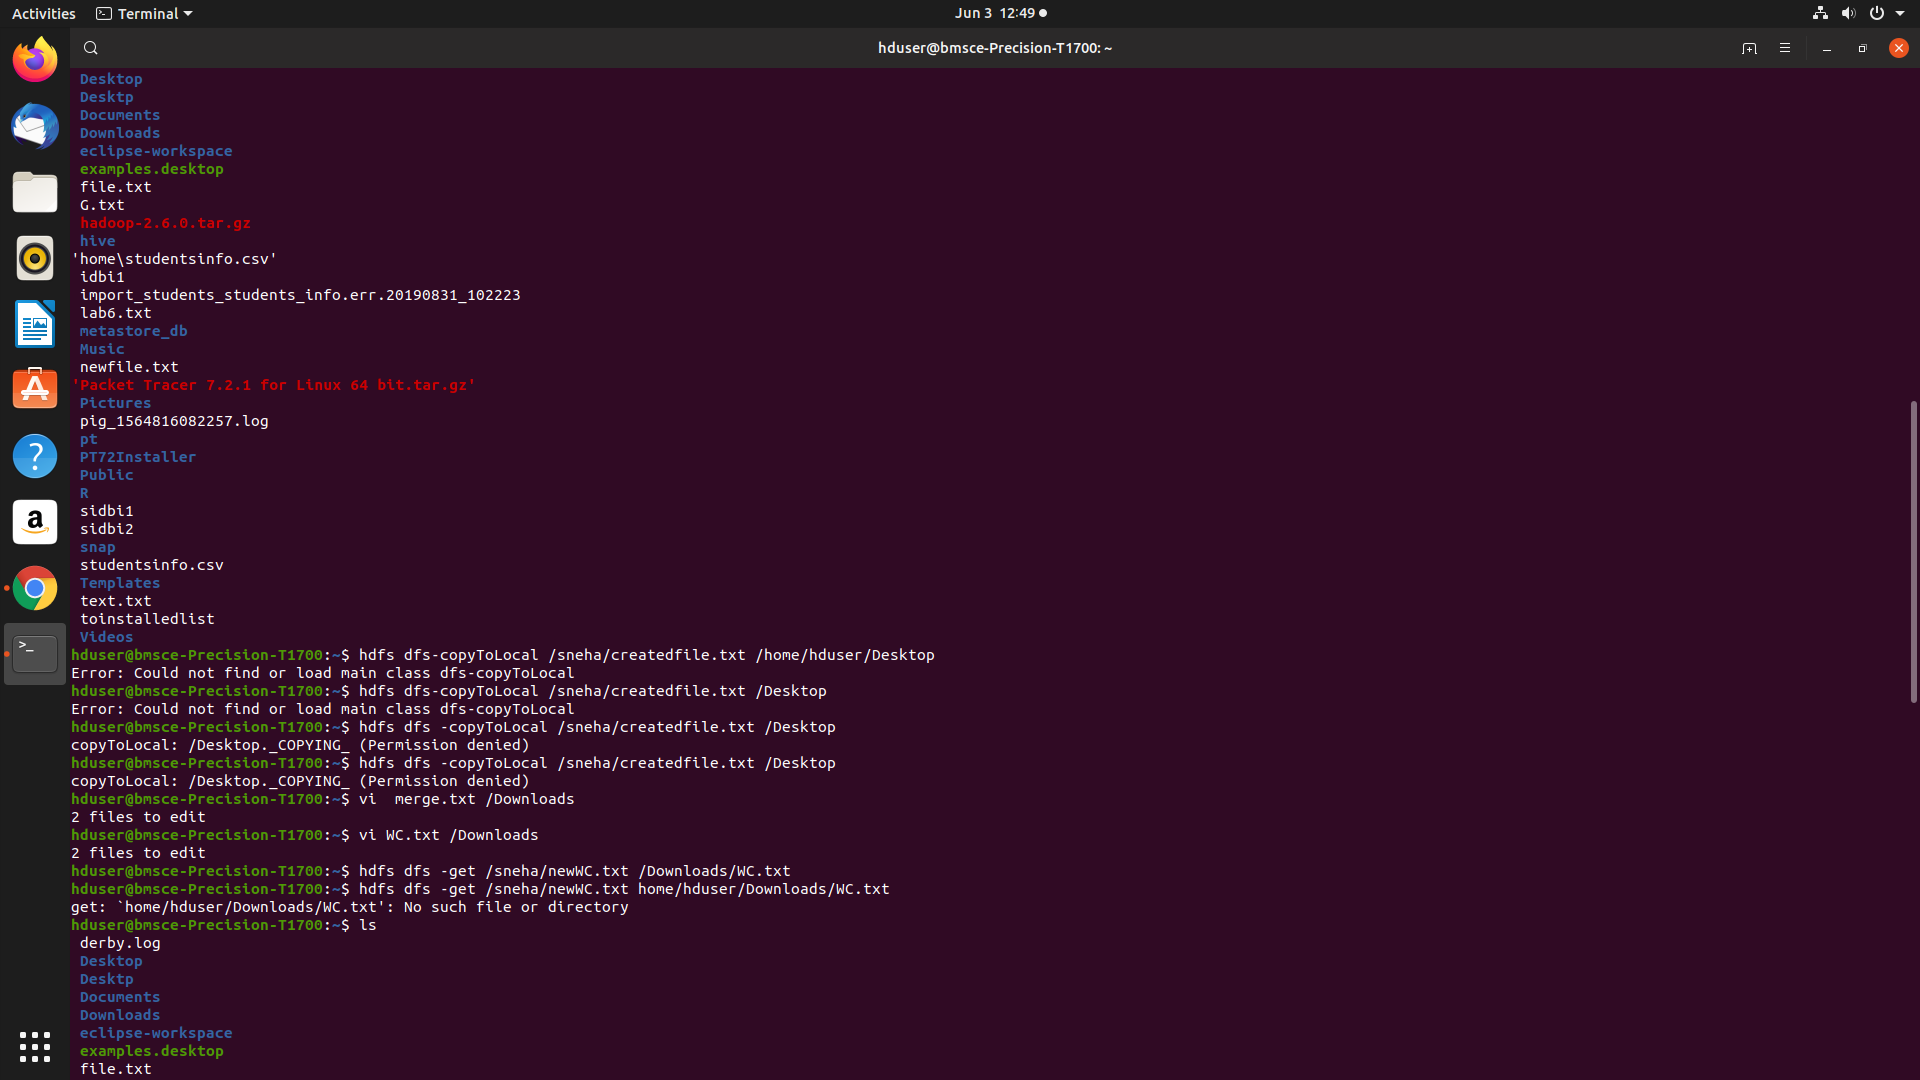 Activities
Terminal
Jun 3 12:49
hduser@bmsce-Precision-T1700: ~
Desktop
Desktp
Documents
Downloads
eclipse-workspace
examples.desktop
file.txt
G.txt
hadoop-2.6.0.tar.gz
hive
'home\studentsinfo.csv'
idbi1
import_students_students_info.err.20190831_102223
lab6.txt
metastore_db
Music
newfile.txt
'Packet Tracer 7.2.1 for Linux 64 bit.tar.gz'
Pictures
pig_1564816082257.log
pt
PT72Installer
Public
R
sidbi1
sidbi2
snap
studentsinfo.csv
Templates
text.txt
toinstalledlist
Videos
hduser@bmsce-Precision-T1700:~$ hdfs dfs-copyToLocal /sneha/createdfile.txt /home/hduser/Desktop
Error: Could not find or load main class dfs-copyToLocal
hduser@bmsce-Precision-T1700:~$ hdfs dfs-copyToLocal /sneha/createdfile.txt /Desktop
Error: Could not find or load main class dfs-copyToLocal
hduser@bmsce-Precision-T1700:~$ hdfs dfs -copyToLocal /sneha/createdfile.txt /Desktop
copyToLocal: /Desktop._COPYING_ (Permission denied)
hduser@bmsce-Precision-T1700:~$ hdfs dfs -copyToLocal /sneha/createdfile.txt /Desktop
copyToLocal: /Desktop._COPYING_ (Permission denied)
hduser@bmsce-Precision-T1700:~$ vi  merge.txt /Downloads
2 files to edit
hduser@bmsce-Precision-T1700:~$ vi WC.txt /Downloads
2 files to edit
hduser@bmsce-Precision-T1700:~$ hdfs dfs -get /sneha/newWC.txt /Downloads/WC.txt
hduser@bmsce-Precision-T1700:~$ hdfs dfs -get /sneha/newWC.txt home/hduser/Downloads/WC.txt
get: `home/hduser/Downloads/WC.txt': No such file or directory
hduser@bmsce-Precision-T1700:~$ ls
derby.log
Desktop
Desktp
Documents
Downloads
eclipse-workspace
examples.desktop
file.txt